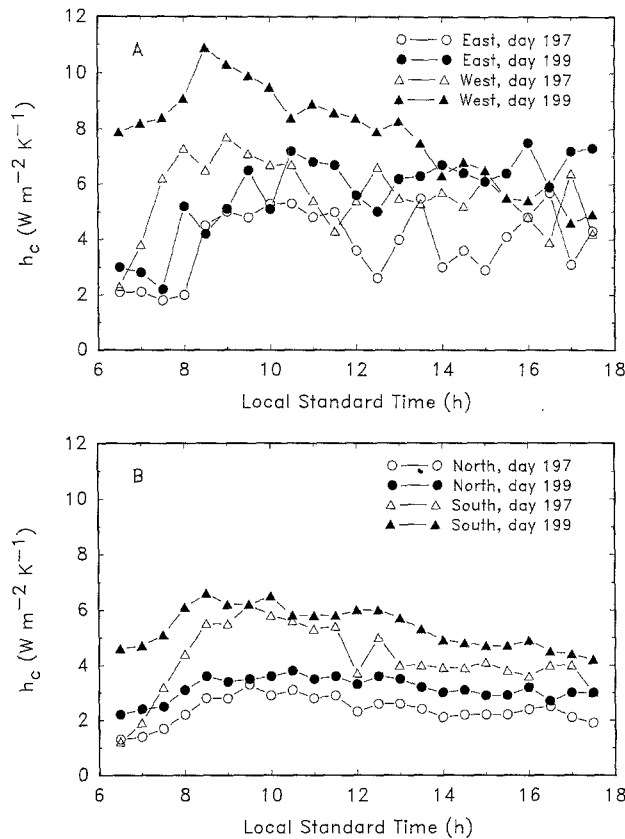 A
East, day 197
East, day 199
West, day 197
West, day 199
12
10
8
6
4
2
0
h_c (W m⁻² K⁻¹)
6 8 10 12 14 16 18
Local Standard Time (h)
B
North, day 197
North, day 199
South, day 197
South, day 199
12
10
8
6
4
2
0
h_c (W m⁻² K⁻¹)
6 8 10 12 14 16 18
Local Standard Time (h)